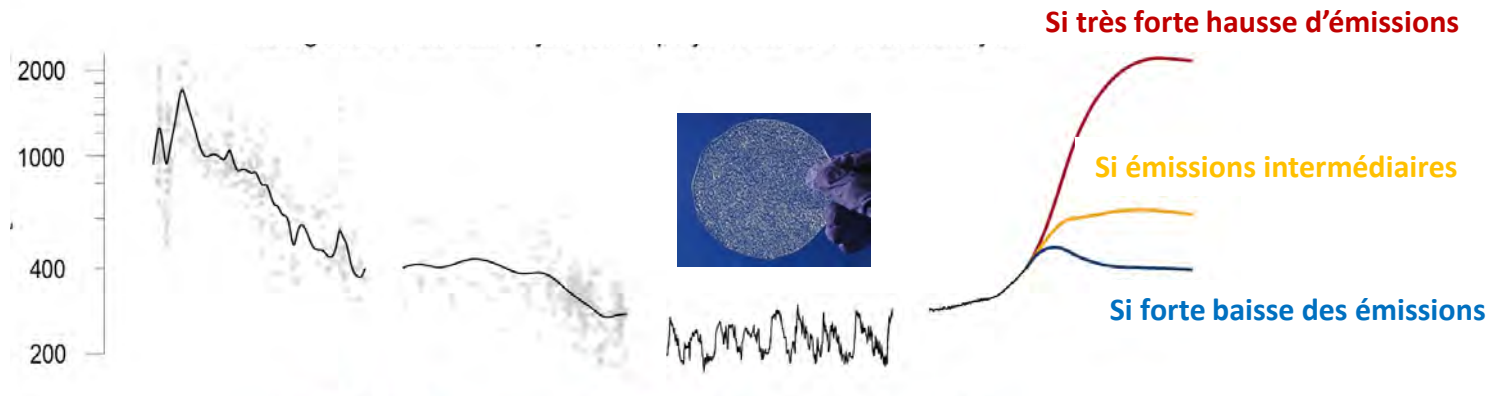 Si très forte hausse d’émissions
2000
1000
Si émissions intermédiaires
400
Si forte baisse des émissions
200